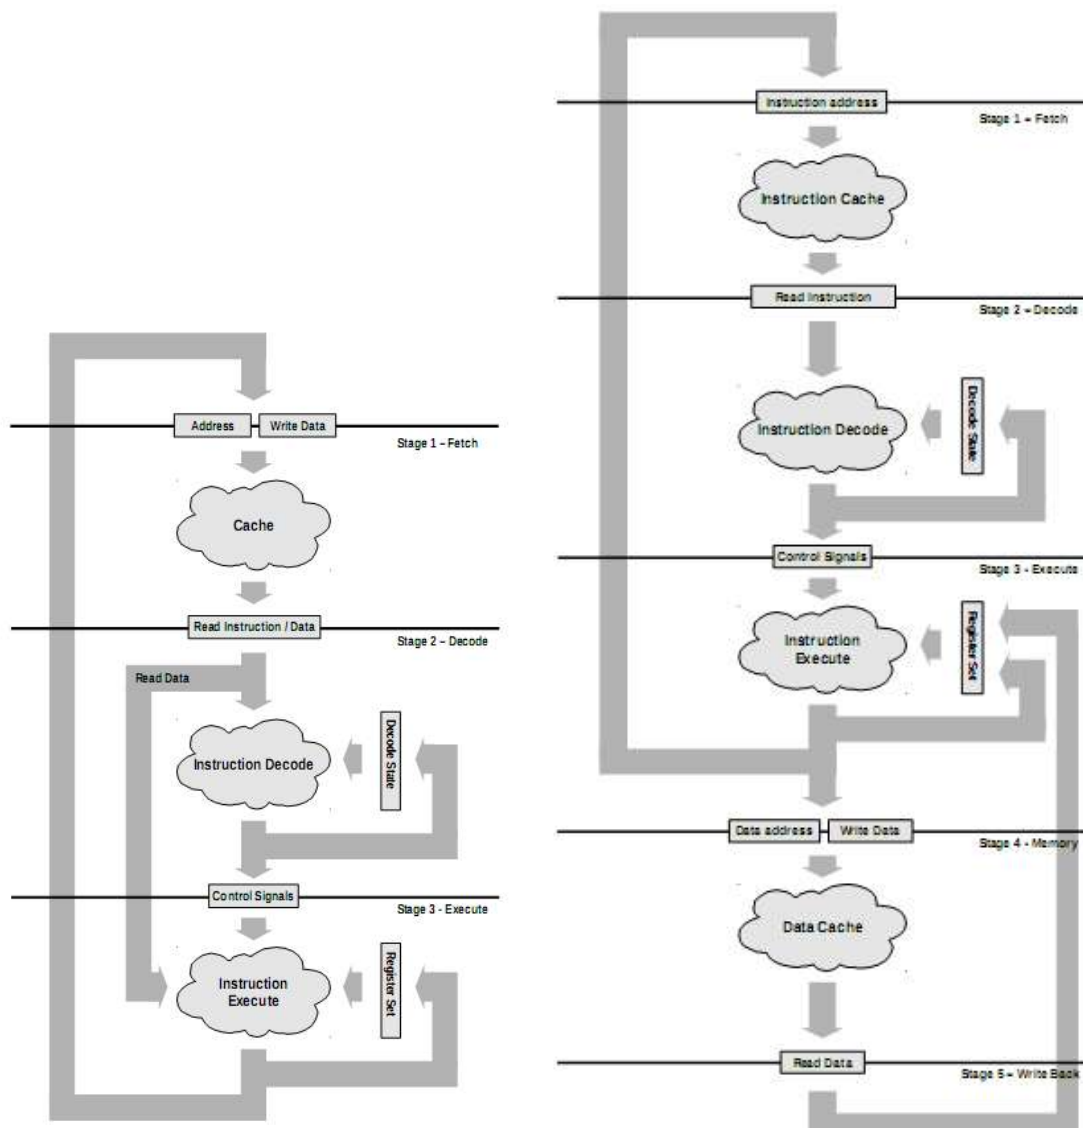 Address
Write Data
Stage 1 – Fetch
Cache
Read Instruction / Data
Stage 2 – Decode
Read Data
Instruction Decode
Decode State
Control Signals
Stage 3 - Execute
Instruction
Execute
Register Set
Instruction address
Stage 1 – Fetch
Instruction Cache
Read Instruction
Stage 2 – Decode
Instruction Decode
Decode State
Control Signals
Stage 3 - Execute
Instruction
Execute
Register Set
Data address
Write Data
Stage 4 - Memory
Data Cache
Read Data
Stage 5 – Write Back